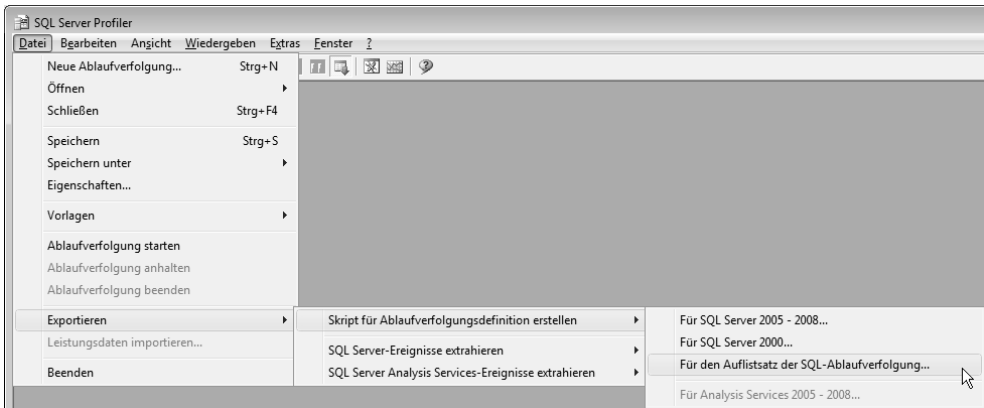 SQL Server Profiler
Datei Bearbeiten Ansicht Wiedergeben Extras Fenster ?
Neue Ablaufverfolgung... Strg+N
Öffnen
Schließen Strg+F4
Speichern Strg+S
Speichern unter
Eigenschaften...
Vorlagen
Ablaufverfolgung starten
Ablaufverfolgung anhalten
Ablaufverfolgung beenden
Exportieren
Leistungsdaten importieren...
Beenden
Skript für Ablaufverfolgungsdefinition erstellen
SQL Server-Ereignisse extrahieren
SQL Server Analysis Services-Ereignisse extrahieren
Für SQL Server 2005 - 2008...
Für SQL Server 2000...
Für den Auflistsatz der SQL-Ablaufverfolgung...
Für Analysis Services 2005 - 2008...